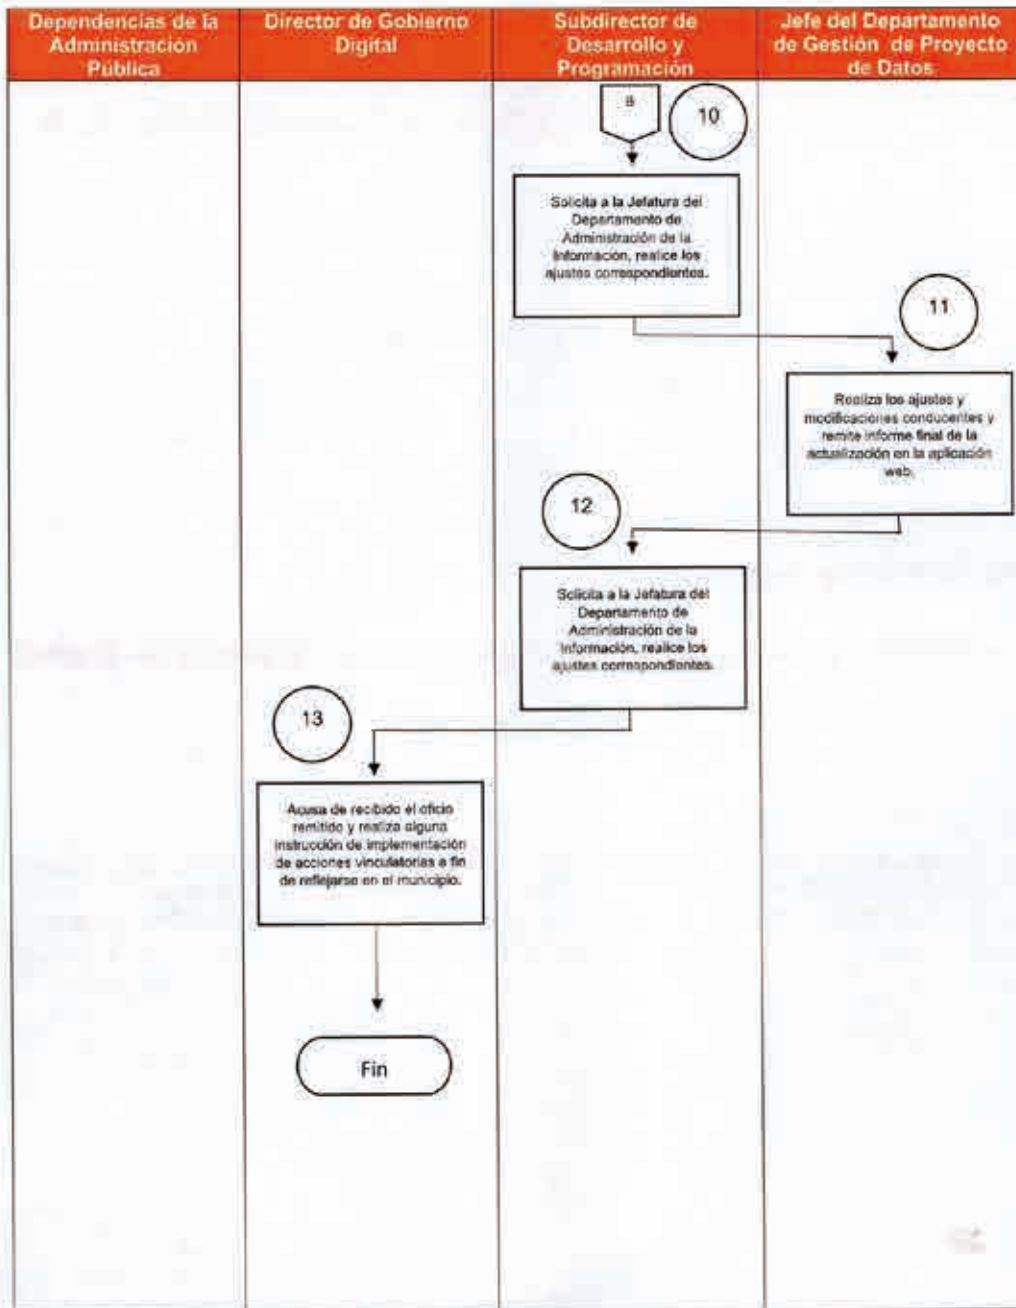 Dependencias de la
Administración
Pública
Director de Gobierno
Digital
Subdirector de
Desarrollo y
Programación
Jefe del Departamento
de Gestión de Proyecto
de Datos
10
Solicita a la Jefatura del
Departamento de
Administración de la
Información, realice los
ajustes correspondientes.
11
Realiza los ajustes y
modificaciones conducentes y
remite informe final de la
actualización en la aplicación
web.
12
Solicita a la Jefatura del
Departamento de
Administración de la
Información, realice los
ajustes correspondientes.
13
Acusa de recibido el oficio
remitido y realiza alguna
instrucción de implementación
de acciones vinculatorias a fin
de reflejarse en el municipio.
Fin